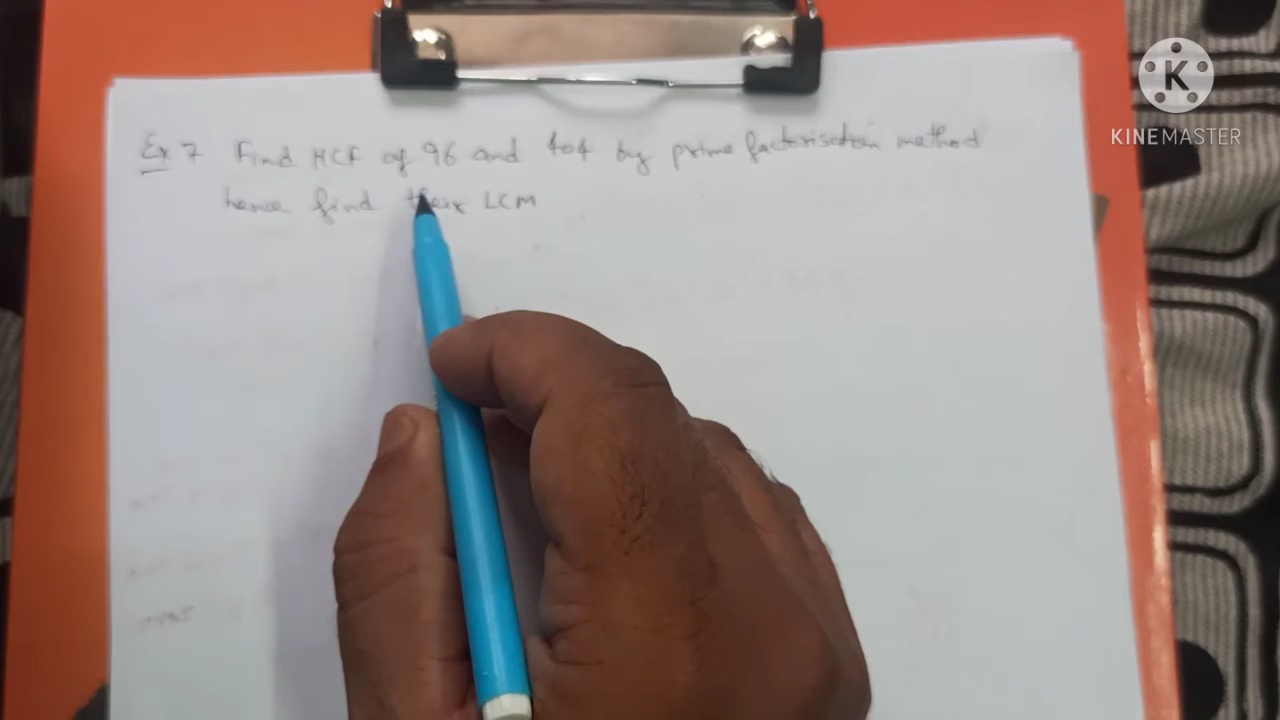 Ex 7 Find HCF of 96 and 404 by prime factorisation method
hence find their LCM
K
KINEMASTER